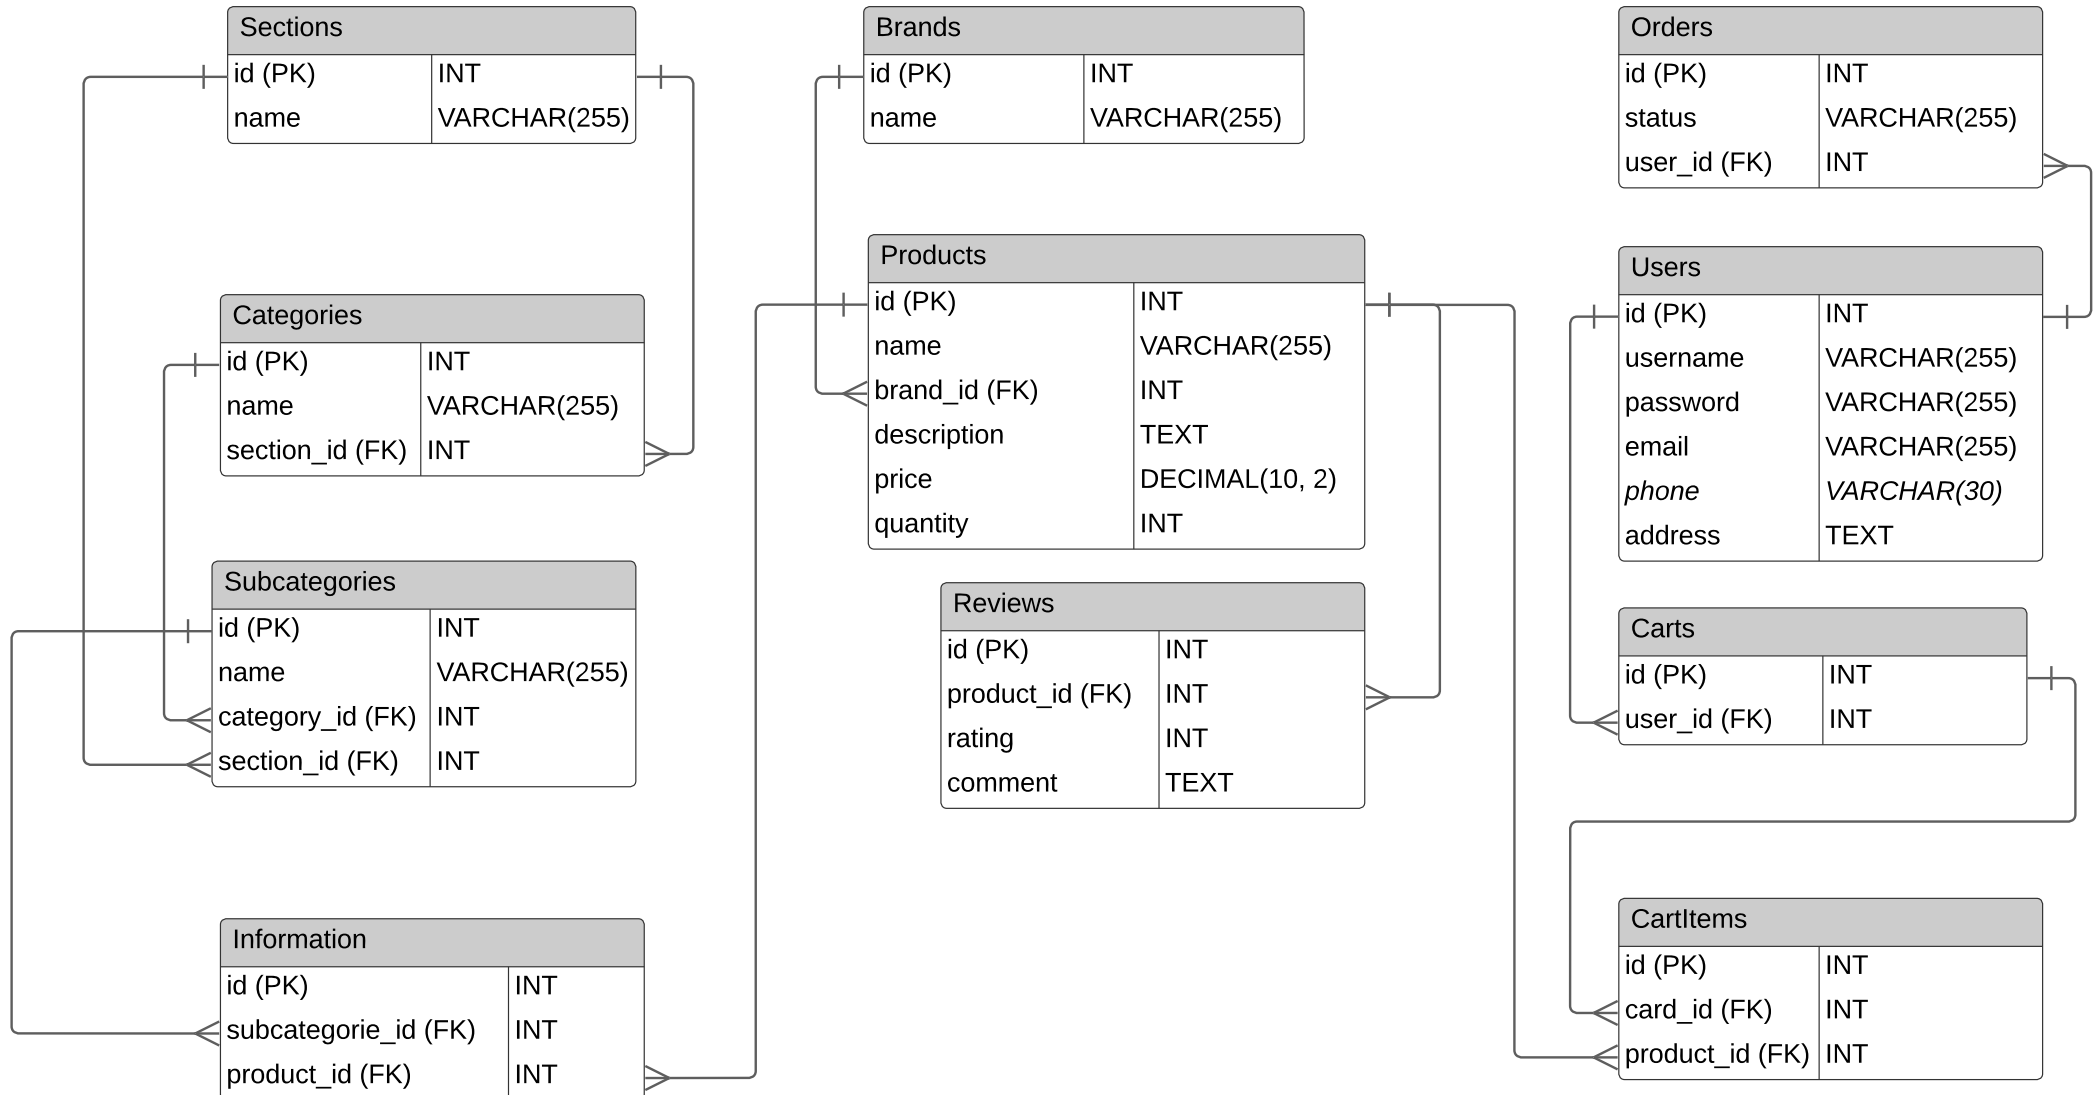 Sections
id (PK) INT
name VARCHAR(255)
Categories
id (PK) INT
name VARCHAR(255)
section_id (FK) INT
Subcategories
id (PK) INT
name VARCHAR(255)
category_id (FK) INT
section_id (FK) INT
Information
id (PK) INT
subcategorie_id (FK) INT
product_id (FK) INT
Brands
id (PK) INT
name VARCHAR(255)
Products
id (PK) INT
name VARCHAR(255)
brand_id (FK) INT
description TEXT
price DECIMAL(10, 2)
quantity INT
Reviews
id (PK) INT
product_id (FK) INT
rating INT
comment TEXT
Orders
id (PK) INT
status VARCHAR(255)
user_id (FK) INT
Users
id (PK) INT
username VARCHAR(255)
password VARCHAR(255)
email VARCHAR(255)
phone VARCHAR(30)
address TEXT
Carts
id (PK) INT
user_id (FK) INT
CartItems
id (PK) INT
card_id (FK) INT
product_id (FK) INT